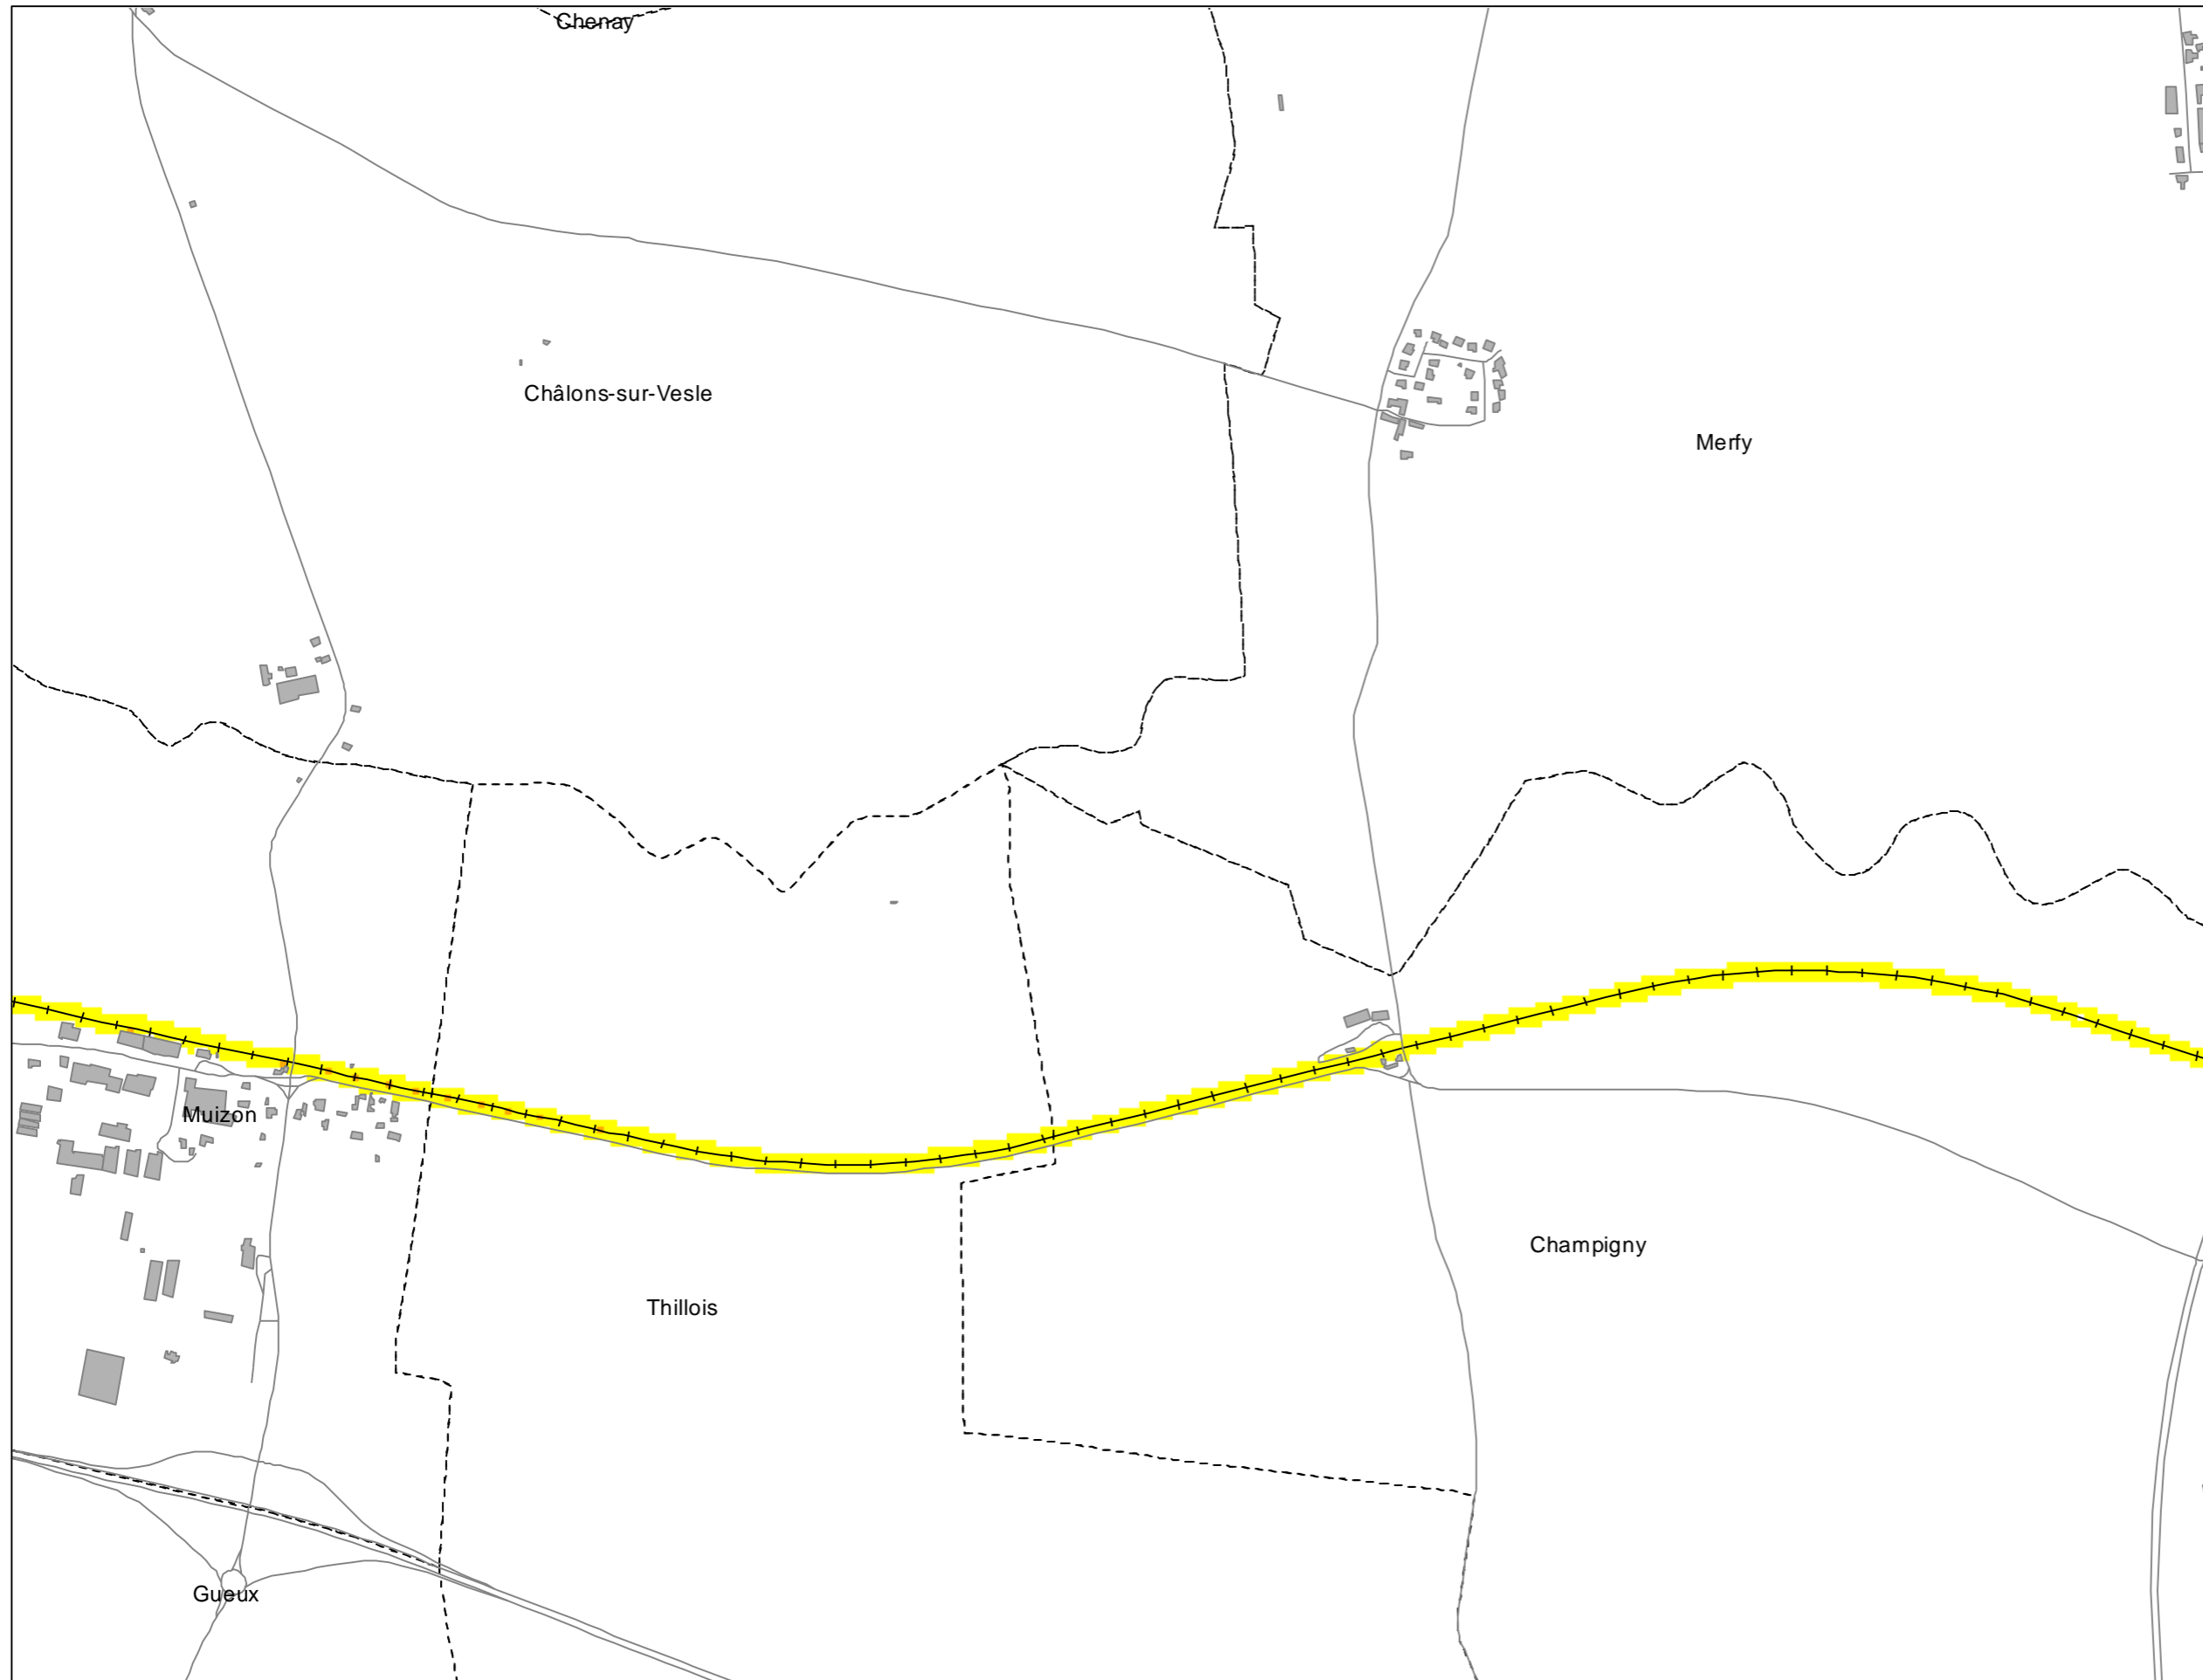 Chenay
Châlons-sur-Vesle
Merfy
Muizon
Champigny
Thillois
Gueux